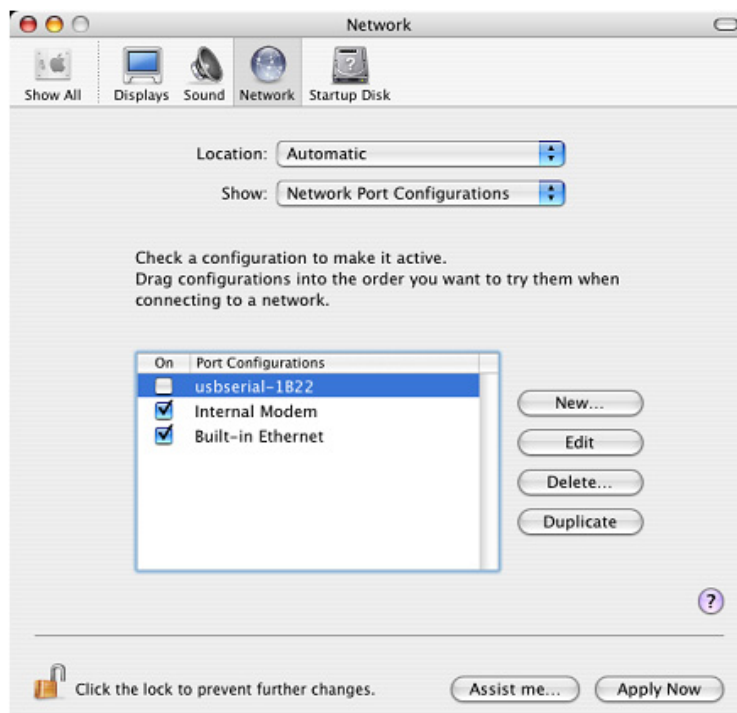 Network
Show All Displays Sound Network Startup Disk
Location: Automatic
Show: Network Port Configurations
Check a configuration to make it active.
Drag configurations into the order you want to try them when
connecting to a network.
On Port Configurations
usbserial-1B22
Internal Modem
Built-in Ethernet
New...
Edit
Delete...
Duplicate
?
Click the lock to prevent further changes. Assist me... Apply Now